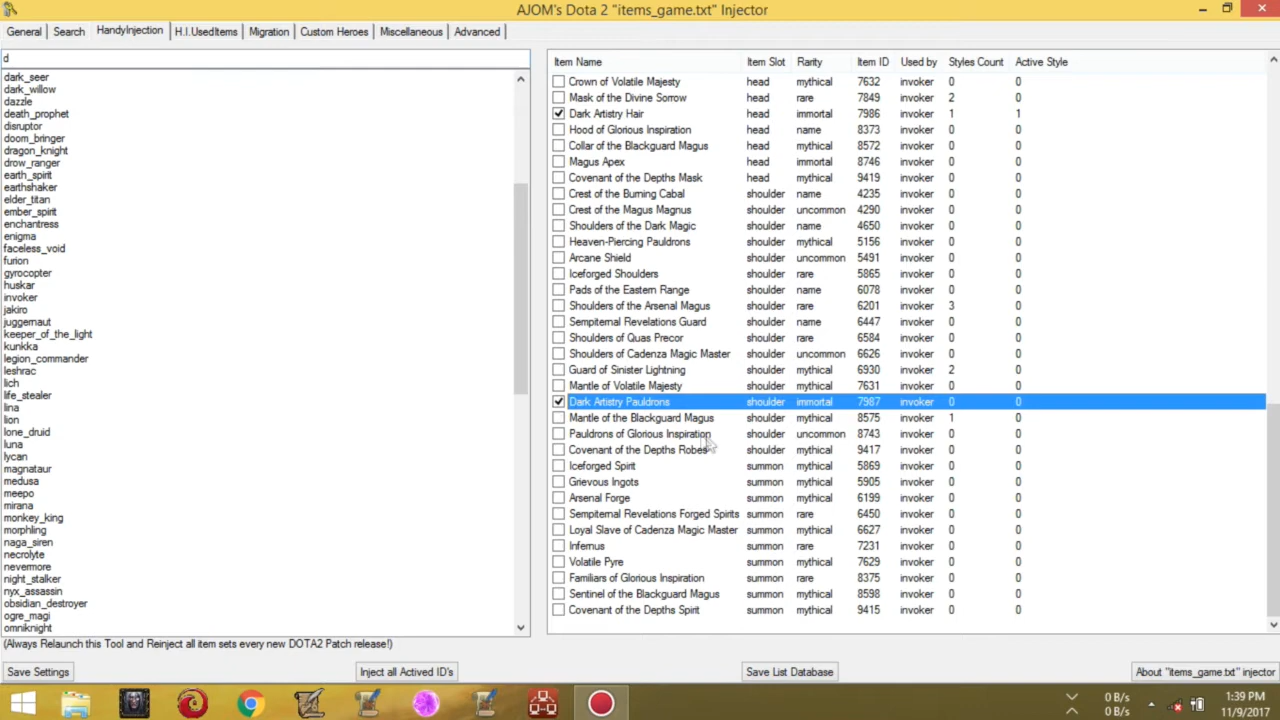 AJOM's Dota 2 "items_game.txt" Injector
General Search HandyInjection H.I.UsedItems Migration Custom Heroes Miscellaneous Advanced
d
dark_seer
dark_willow
dazzle
death_prophet
disruptor
doom_bringer
dragon_knight
drow_ranger
earth_spirit
earthshaker
elder_titan
ember_spirit
enchantress
enigma
faceless_void
furion
gyrocopter
huskar
invoker
jakiro
juggernaut
keeper_of_the_light
kunkka
legion_commander
leshrac
lich
life_stealer
lina
lion
lone_druid
luna
lycan
magnataur
medusa
meepo
mirana
monkey_king
morphling
naga_siren
necrolyte
nevermore
night_stalker
nyx_assassin
obsidian_destroyer
ogre_magi
omniknight
Item Name Item Slot Rarity Item ID Used by Styles Count Active Style
Crown of Volatile Majesty head mythical 7632 invoker 0 0
Mask of the Divine Sorrow head rare 7849 invoker 2 0
Dark Artistry Hair head immortal 7986 invoker 1 1
Hood of Glorious Inspiration head name 8373 invoker 0 0
Collar of the Blackguard Magus head mythical 8572 invoker 0 0
Magus Apex head immortal 8746 invoker 0 0
Covenant of the Depths Mask head mythical 9419 invoker 0 0
Crest of the Burning Cabal shoulder name 4235 invoker 0 0
Crest of the Magus Magnus shoulder uncommon 4290 invoker 0 0
Shoulders of the Dark Magic shoulder name 4650 invoker 0 0
Heaven-Piercing Pauldrons shoulder mythical 5156 invoker 0 0
Arcane Shield shoulder uncommon 5491 invoker 0 0
Iceforged Shoulders shoulder rare 5865 invoker 0 0
Pads of the Eastern Range shoulder name 6078 invoker 0 0
Shoulders of the Arsenal Magus shoulder rare 6201 invoker 3 0
Sempiternal Revelations Guard shoulder name 6447 invoker 0 0
Shoulders of Quas Precor shoulder rare 6584 invoker 0 0
Shoulders of Cadenza Magic Master shoulder uncommon 6626 invoker 0 0
Guard of Sinister Lightning shoulder mythical 6930 invoker 2 0
Mantle of Volatile Majesty shoulder mythical 7631 invoker 0 0
Dark Artistry Pauldrons shoulder immortal 7987 invoker 0 0
Mantle of the Blackguard Magus shoulder mythical 8575 invoker 1 0
Pauldrons of Glorious Inspiration shoulder uncommon 8743 invoker 0 0
Covenant of the Depths Robes shoulder mythical 9417 invoker 0 0
Iceforged Spirit summon mythical 5869 invoker 0 0
Grievous Ingots summon mythical 5905 invoker 0 0
Arsenal Forge summon mythical 6199 invoker 0 0
Sempiternal Revelations Forged Spirits summon rare 6450 invoker 0 0
Loyal Slave of Cadenza Magic Master summon mythical 6627 invoker 0 0
Infernus summon rare 7231 invoker 0 0
Volatile Pyre summon mythical 7629 invoker 0 0
Familiars of Glorious Inspiration summon rare 8375 invoker 0 0
Sentinel of the Blackguard Magus summon mythical 8598 invoker 0 0
Covenant of the Depths Spirit summon mythical 9415 invoker 0 0
(Always Relaunch this Tool and Reinject all item sets every new DOTA2 Patch release!)
Save Settings Inject all Actived ID's Save List Database About "items_game.txt" injector
0 B/s
0 B/s
1:39 PM
11/9/2017